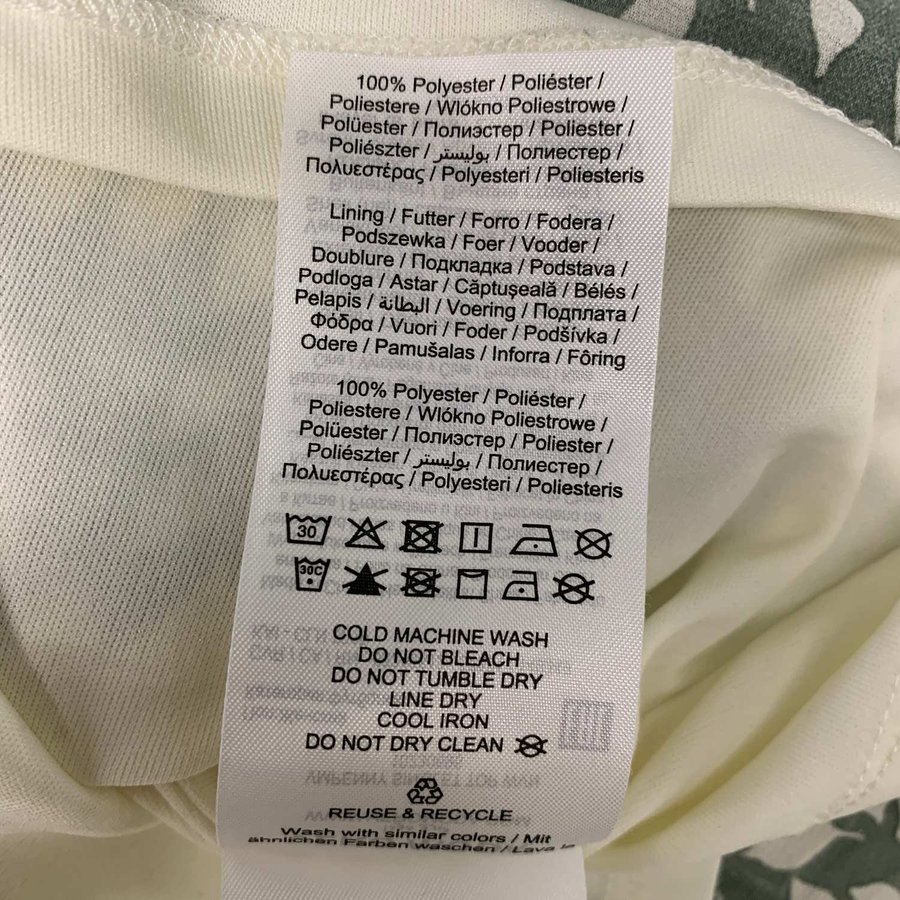 100% Polyester / Poliéster /
Poliestere / Wlókno Poliestrowe /
Polüester / Полиэстер / Poliester /
Poliészter / بوليستر / Полиестер /
Πολυεστέρας / Polyesteri / Poliesteris
Lining / Futter / Forro / Fodera /
Podszewka / Foer / Vooder /
Doublure / Подкладка / Podstava /
Podloga / Astar / Căptușeală / Bélés /
Pelapis / البطانة / Voering / Подплата /
Φόδρα / Vuori / Foder / Podšívka /
Odere / Pamušalas / Inforra / Fôring
100% Polyester / Poliéster /
Poliestere / Wlókno Poliestrowe /
Polüester / Полиэстер / Poliester /
Poliészter / بوليستر / Полиестер /
Πολυεστέρας / Polyesteri / Poliesteris
30
30C
COLD MACHINE WASH
DO NOT BLEACH
DO NOT TUMBLE DRY
LINE DRY
COOL IRON
DO NOT DRY CLEAN
REUSE & RECYCLE
Wash with similar colors / Mit
ähnlichen Farben waschen / Lava